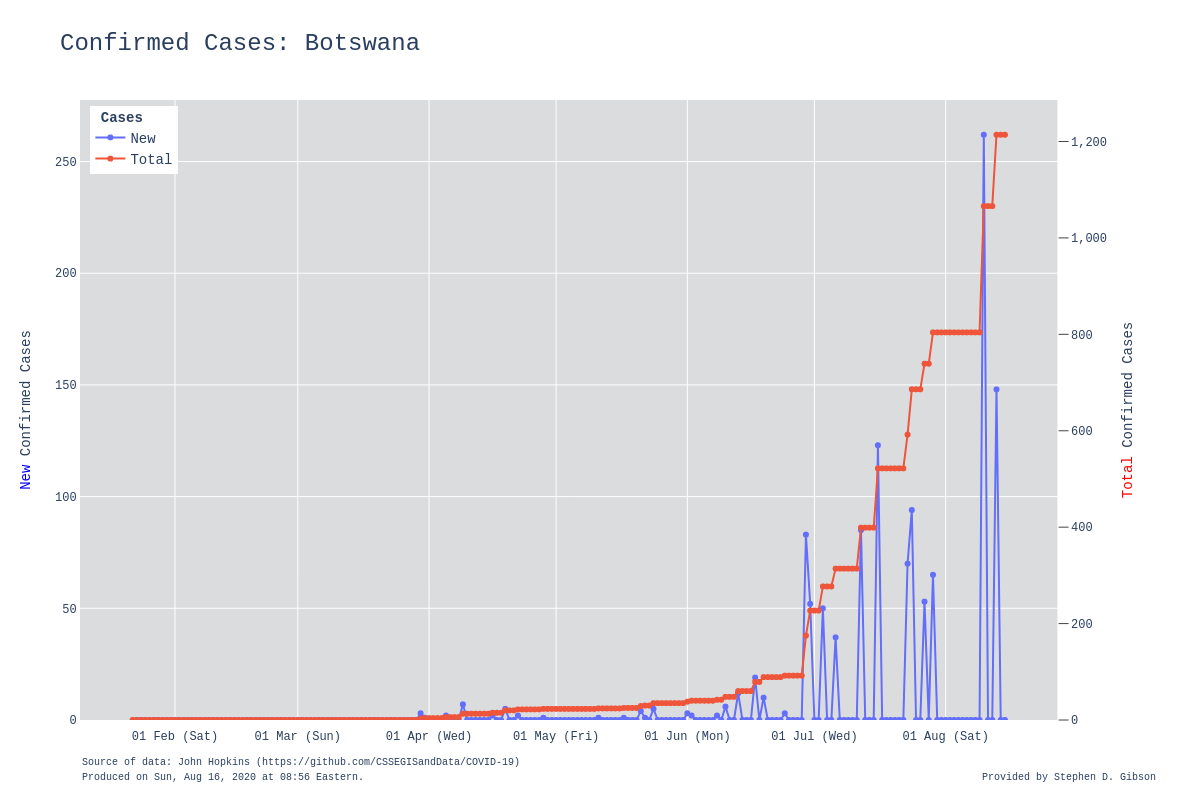 Confirmed Cases: Botswana
Cases
New
Total
250
200
150
100
50
0
1,200
1,000
800
600
400
200
0
New Confirmed Cases
Total Confirmed Cases
01 Feb (Sat)
01 Mar (Sun)
01 Apr (Wed)
01 May (Fri)
01 Jun (Mon)
01 Jul (Wed)
01 Aug (Sat)
Source of data: John Hopkins (https://github.com/CSSEGISandData/COVID-19)
Produced on Sun, Aug 16, 2020 at 08:56 Eastern.
Provided by Stephen D. Gibson